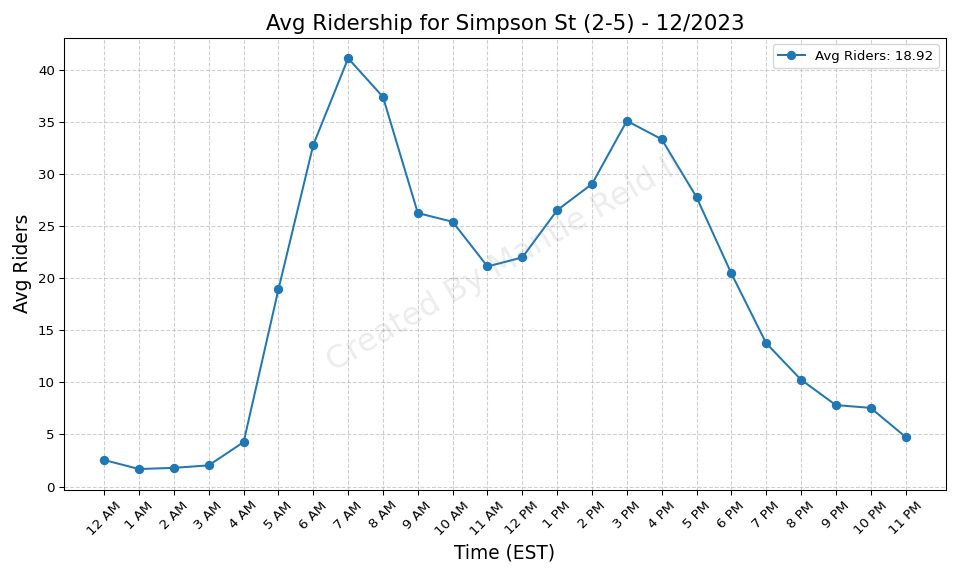 Avg Ridership for Simpson St (2-5) - 12/2023
Avg Riders: 18.92
Avg Riders
40
35
30
25
20
15
10
5
0
Created By Mantie Reid I
12 AM
1 AM
2 AM
3 AM
4 AM
5 AM
6 AM
7 AM
8 AM
9 AM
10 AM
11 AM
12 PM
1 PM
2 PM
3 PM
4 PM
5 PM
6 PM
7 PM
8 PM
9 PM
10 PM
11 PM
Time (EST)